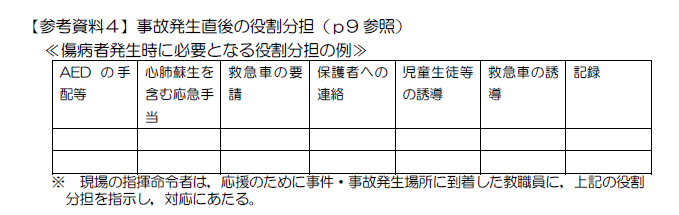 【参考資料４】事故発生直後の役割分担（ｐ９参照）
≪傷病者発生時に必要となる役割分担の例≫
AED の手配等
心肺蘇生を含む応急手当
救急車の要請
保護者への連絡
児童生徒等の誘導
救急車の誘導
記録
※　現場の指揮命令者は，応援のために事件・事故発生場所に到着した教職員に，上記の役割
分担を指示し，対応にあたる。